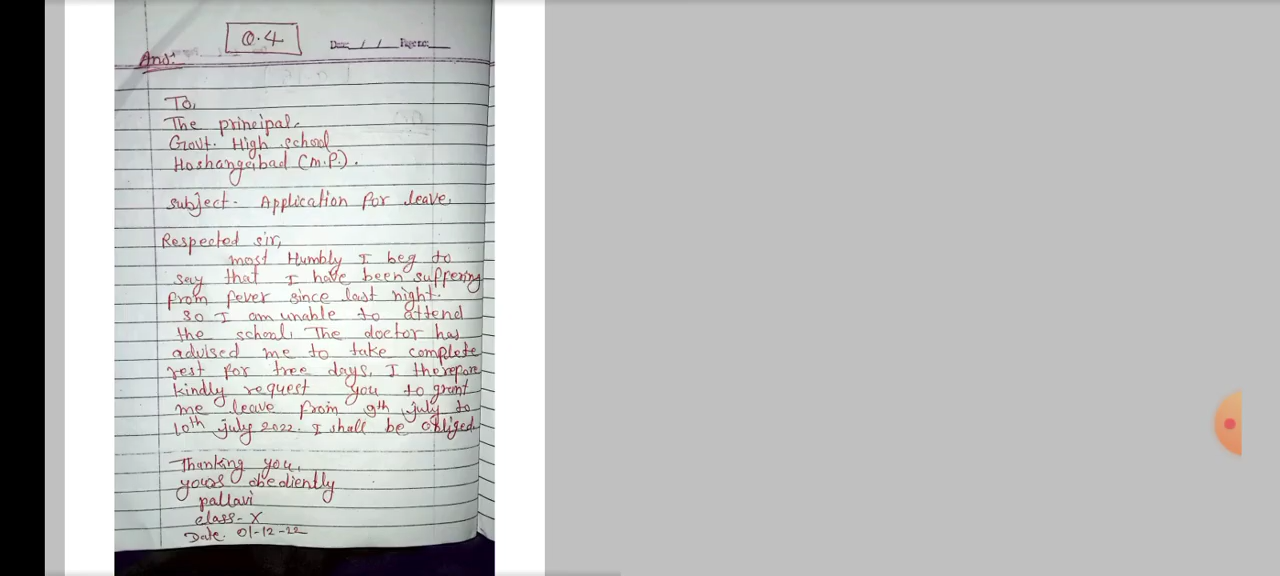 Q.4
Date: / / Page no:
Ans:
To,
The principal.
Govt. High school
Hoshangabad (M.P.).
subject- Application for leave.
Respected sir,
most Humbly I beg to
say that I have been suffering
from fever since last night.
so I am unable to attend
the school. The doctor has
advised me to take complete
rest for tree days. I therefore
kindly request you to grant
me leave from 9th july to
10th july 2022. I shall be obliged
Thanking you,
yours obediently
pallavi
class- X
Date. 01-12-22